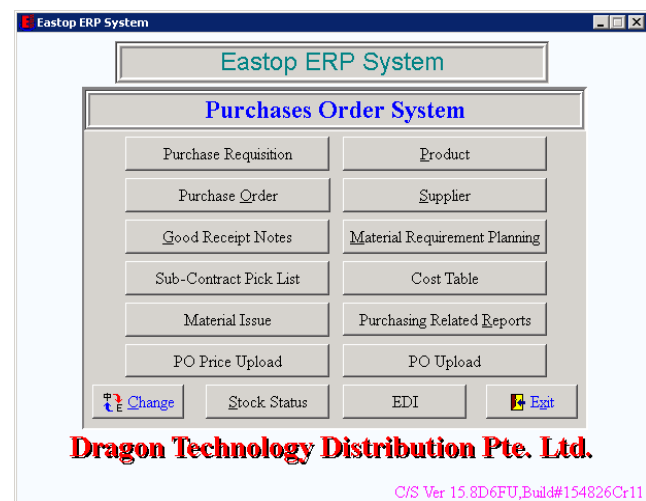 Eastop ERP System
Eastop ERP System
Purchases Order System
Purchase Requisition
Product
Purchase Order
Supplier
Good Receipt Notes
Material Requirement Planning
Sub-Contract Pick List
Cost Table
Material Issue
Purchasing Related Reports
PO Price Upload
PO Upload
Change
Stock Status
EDI
Exit
Dragon Technology Distribution Pte. Ltd.
C/S Ver 15.8D6FU,Build#154826Cr11